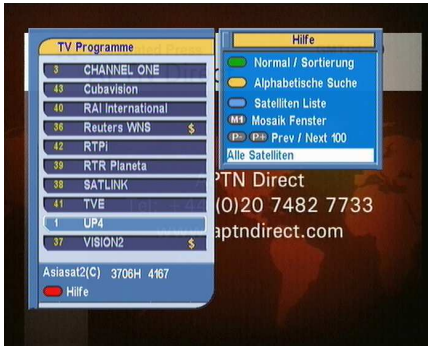 TV Programme
3 CHANNEL ONE
43 Cubavision
40 RAI International
36 Reuters WNS $
42 RTPi
39 RTR Planeta
38 SATLINK
41 TVE
1 UP4
37 VISION2 $
Asiasat2(C) 3706H 4167
Hilfe
Hilfe
Normal / Sortierung
Alphabetische Suche
Satelliten Liste
M1 Mosaik Fenster
P- P+ Prev / Next 100
Alle Satelliten
APTN Direct
(0)20 7482 7733
aptndirect.com